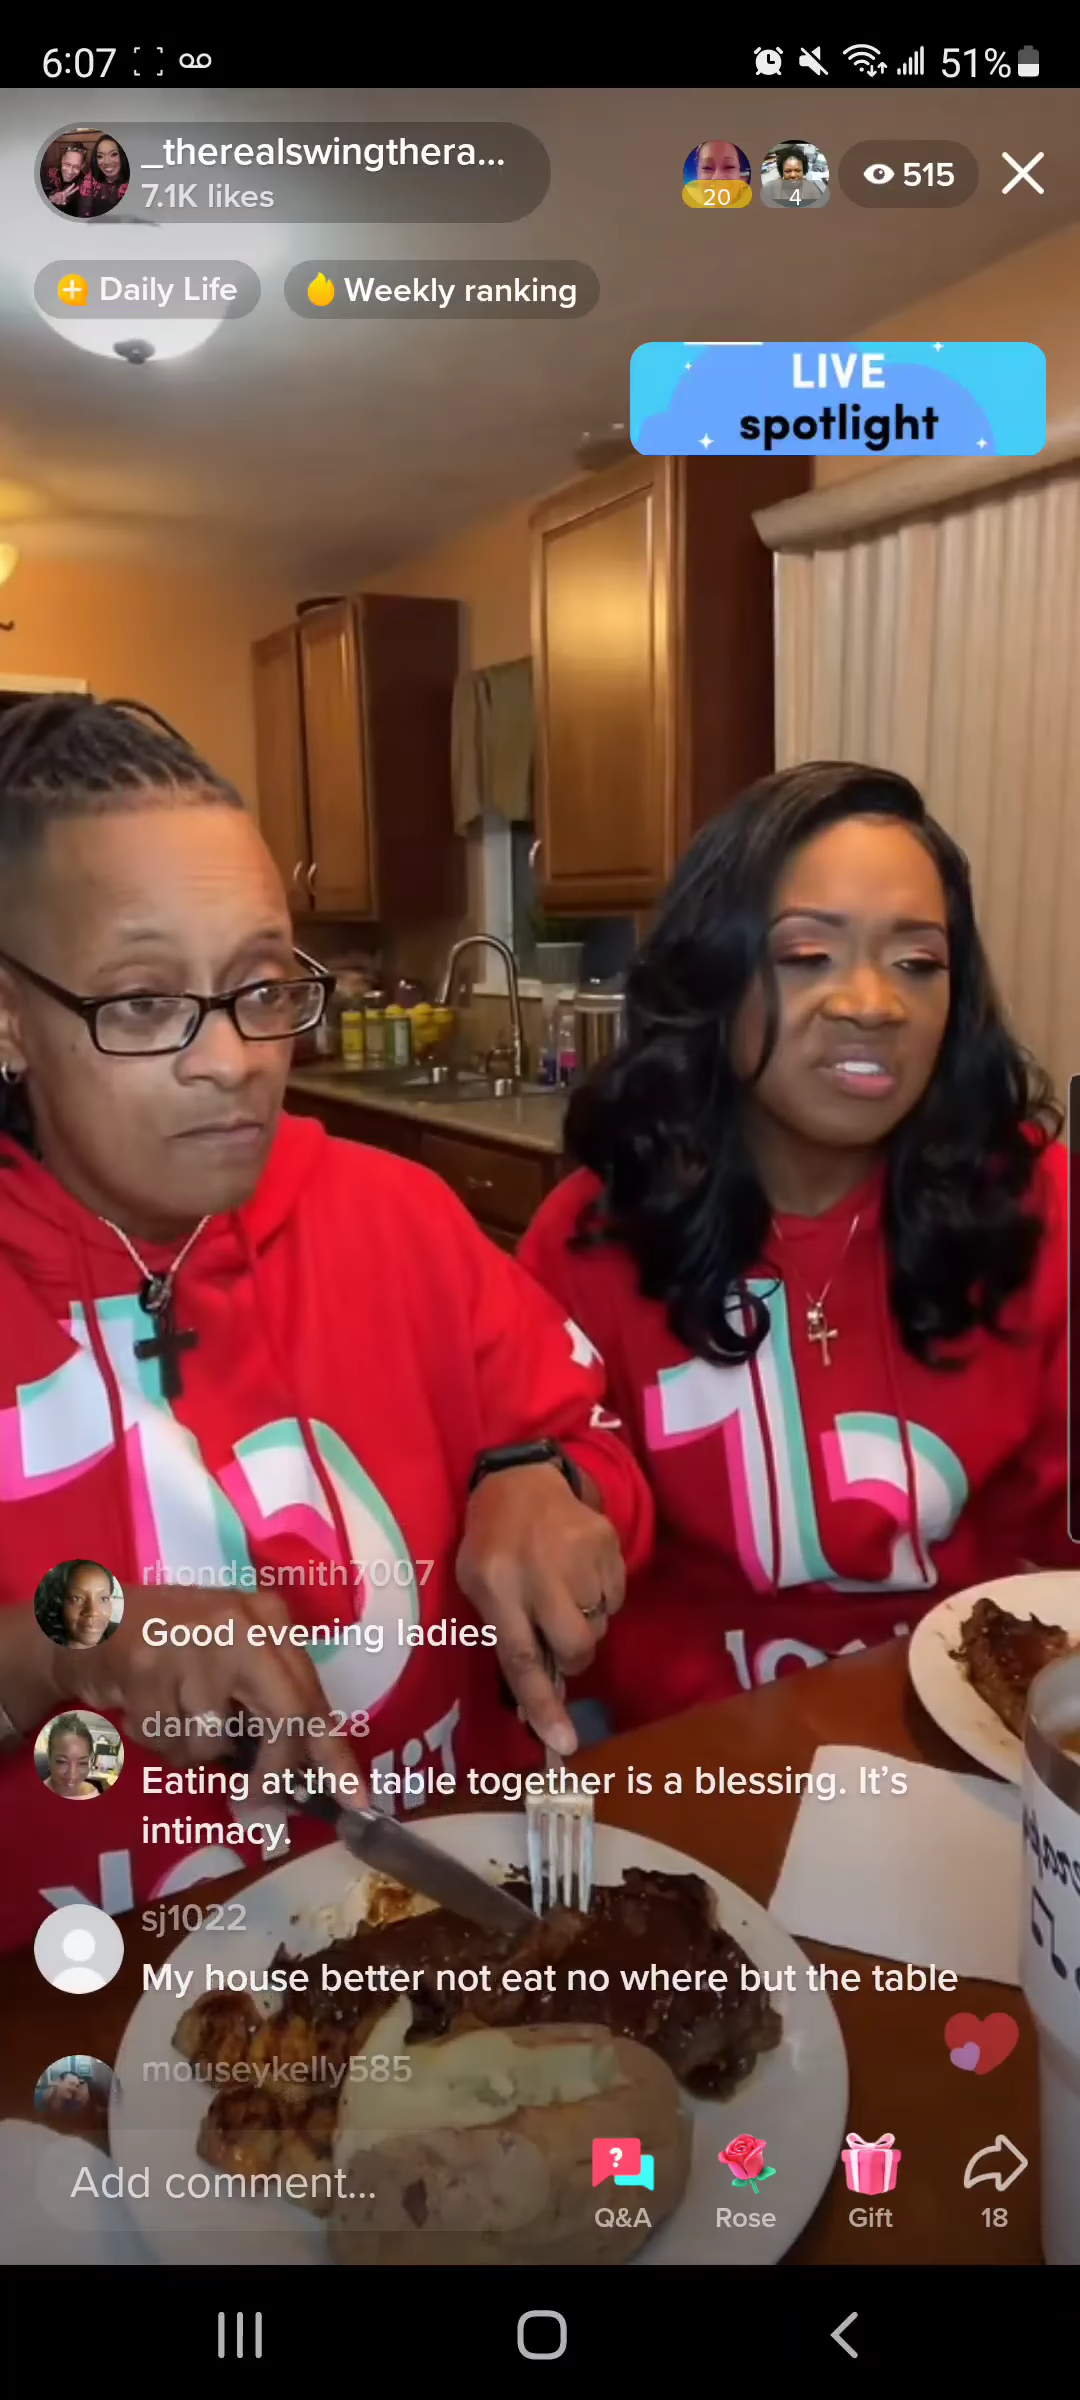 6:07
51%
_therealswingthera...
7.1K likes
20
4
515
Daily Life
Weekly ranking
LIVE
spotlight
rhondasmith7007
Good evening ladies
danadayne28
Eating at the table together is a blessing. It’s
intimacy.
sj1022
My house better not eat no where but the table
mouseykelly585
Add comment...
Q&A
Rose
Gift
18